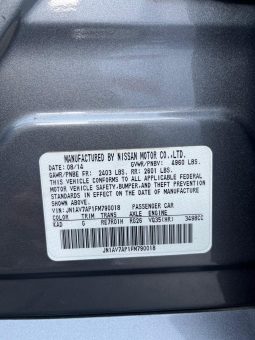 MANUFACTURED BY NISSAN MOTOR CO.,LTD.
DATE: 08/14 GVWR/PNBV: 4960 LBS.
GAWR/PNBE FR: 2403 LBS, RR: 2601 LBS.
THIS VEHICLE CONFORMS TO ALL APPLICABLE FEDERAL
MOTOR VEHICLE SAFETY,BUMPER,AND THEFT PREVENTION
STANDARDS IN EFFECT ON THE DATE OF MANUFACTURE
SHOWN ABOVE.
VIN: JN1AV7AP1FM790018 PASSENGER CAR
COLOR TRIM TRANS AXLE ENGINE
KAD G RE7R01H R026 VQ35(HR) 3498CC
JN1AV7AP1FM790018